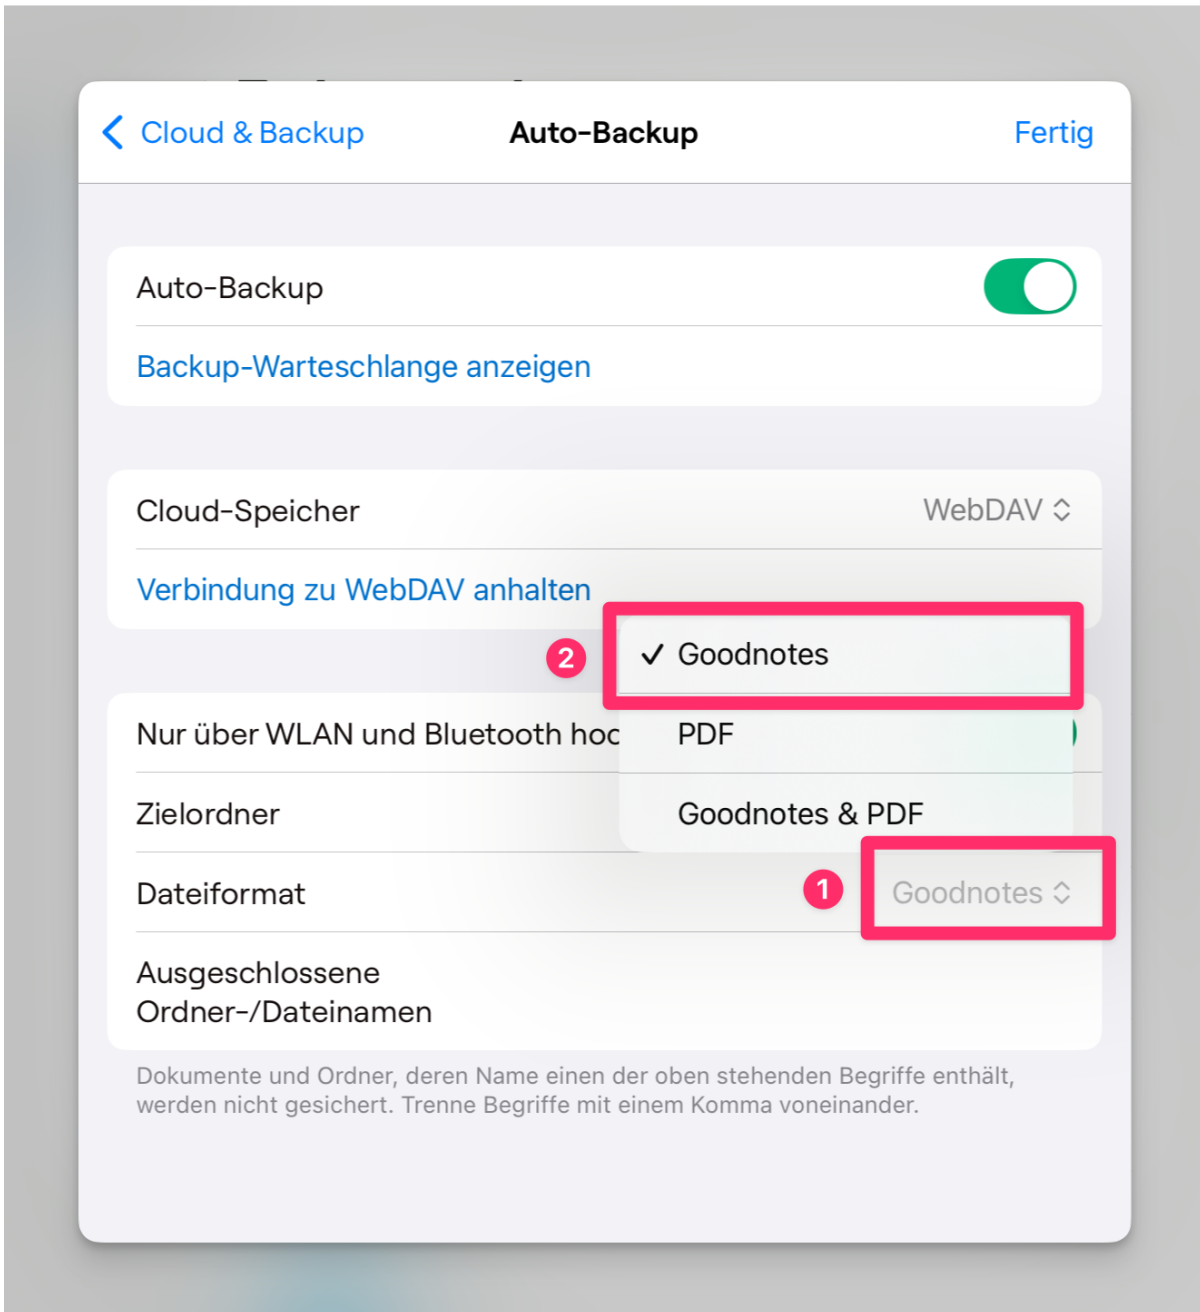 Cloud & Backup
Auto-Backup
Fertig
Auto-Backup
Backup-Warteschlange anzeigen
Cloud-Speicher
WebDAV
Verbindung zu WebDAV anhalten
2
Goodnotes
Nur über WLAN und Bluetooth hoc
PDF
Zielordner
Goodnotes & PDF
Dateiformat
1
Goodnotes
Ausgeschlossene
Ordner-/Dateinamen
Dokumente und Ordner, deren Name einen der oben stehenden Begriffe enthält,
werden nicht gesichert. Trenne Begriffe mit einem Komma voneinander.